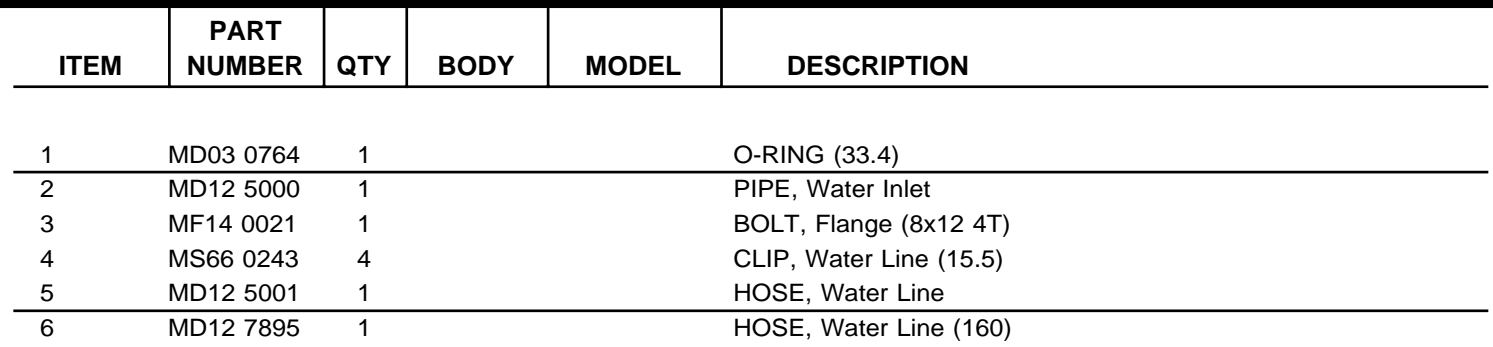 PART
ITEM NUMBER QTY BODY MODEL DESCRIPTION
1 MD03 0764 1 O-RING (33.4)
2 MD12 5000 1 PIPE, Water Inlet
3 MF14 0021 1 BOLT, Flange (8x12 4T)
4 MS66 0243 4 CLIP, Water Line (15.5)
5 MD12 5001 1 HOSE, Water Line
6 MD12 7895 1 HOSE, Water Line (160)